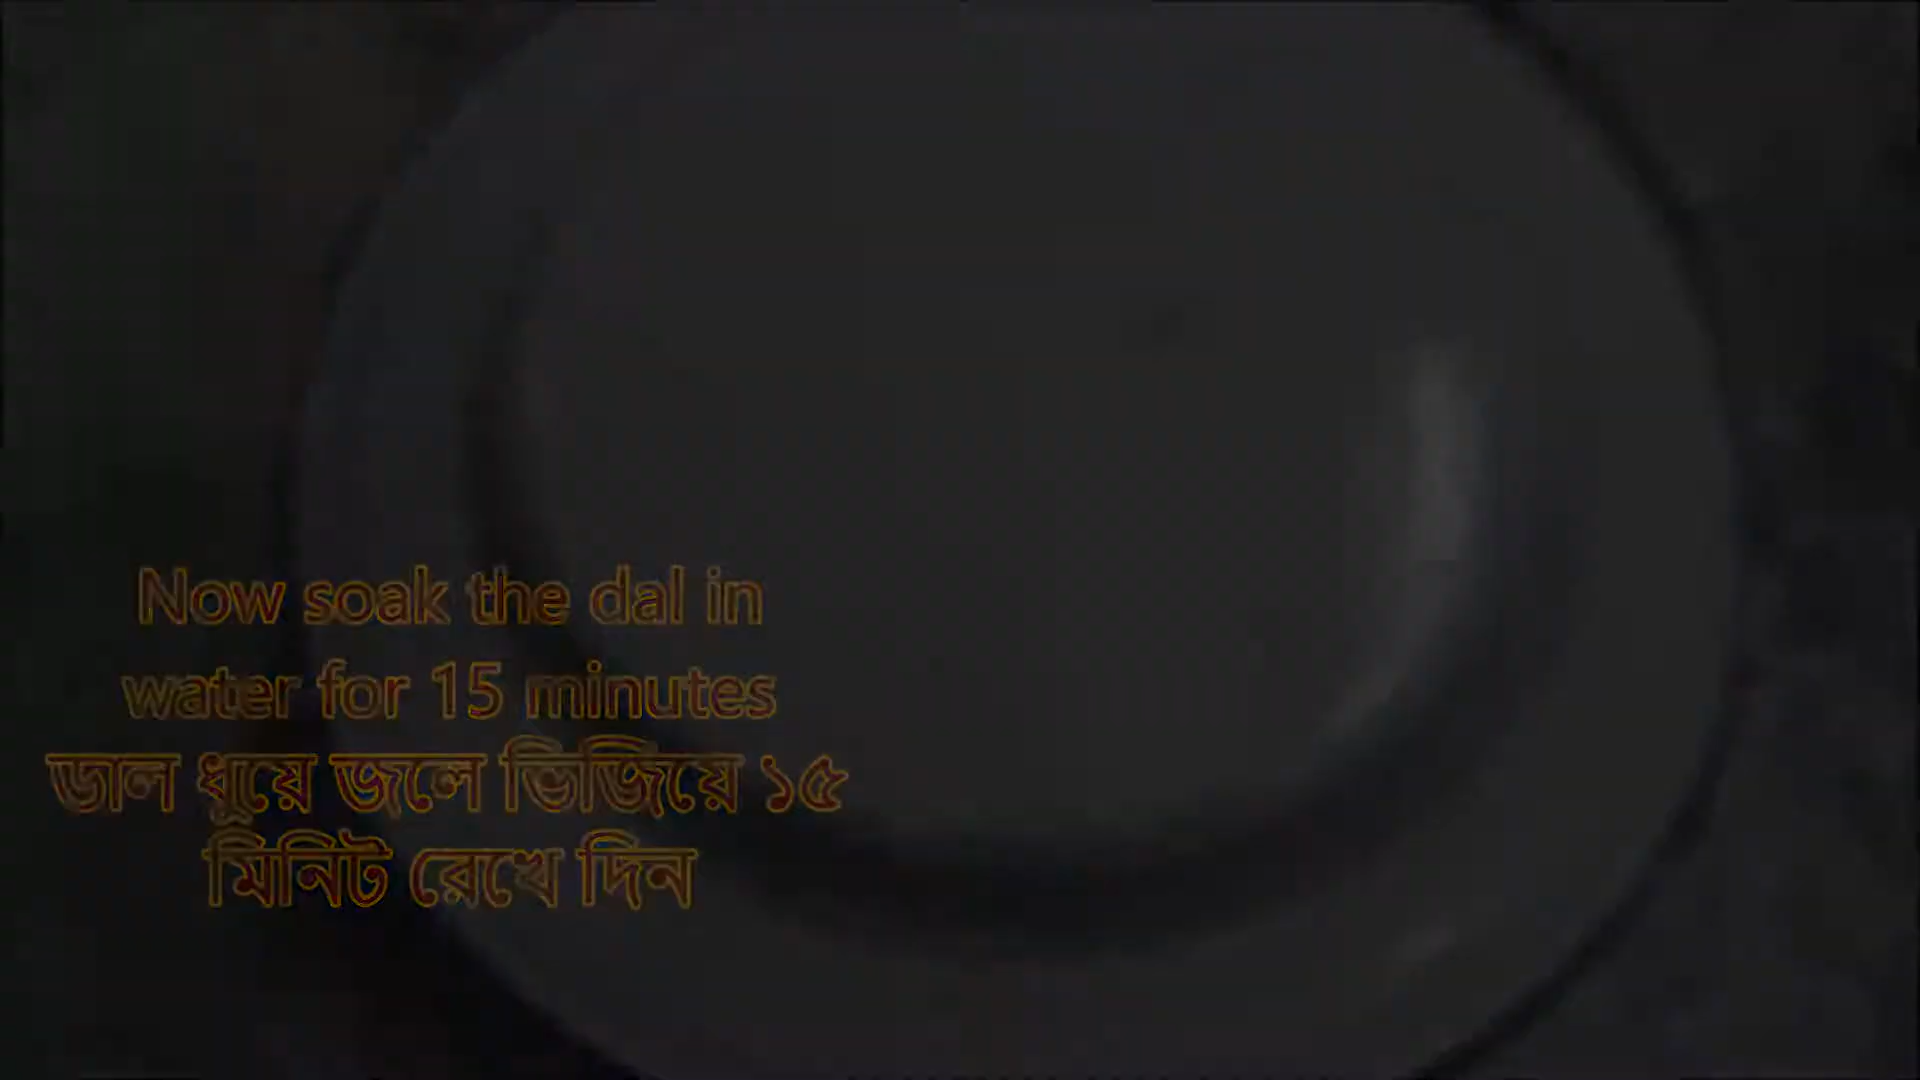 Now soak the dal in
water for 15 minutes
ডাল ধুয়ে জলে ভিজিয়ে ১৫
মিনিট রেখে দিন